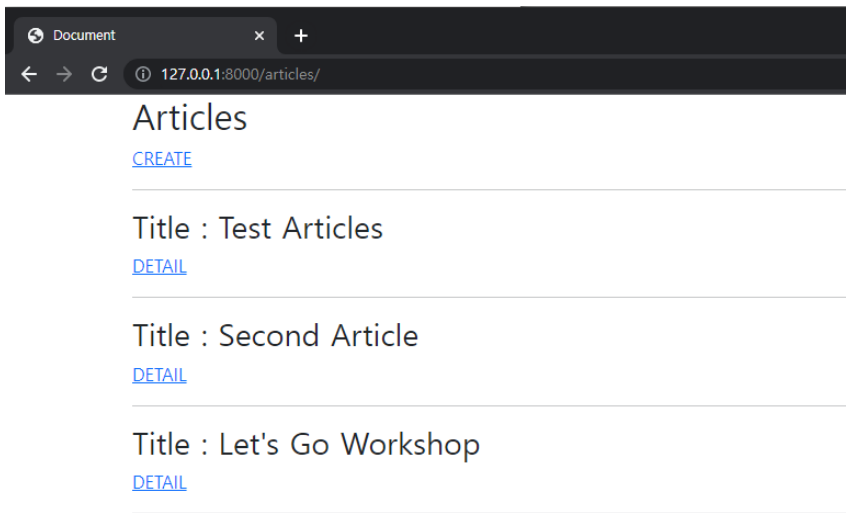 Document
127.0.0.1:8000/articles/
Articles
CREATE
Title : Test Articles
DETAIL
Title : Second Article
DETAIL
Title : Let's Go Workshop
DETAIL